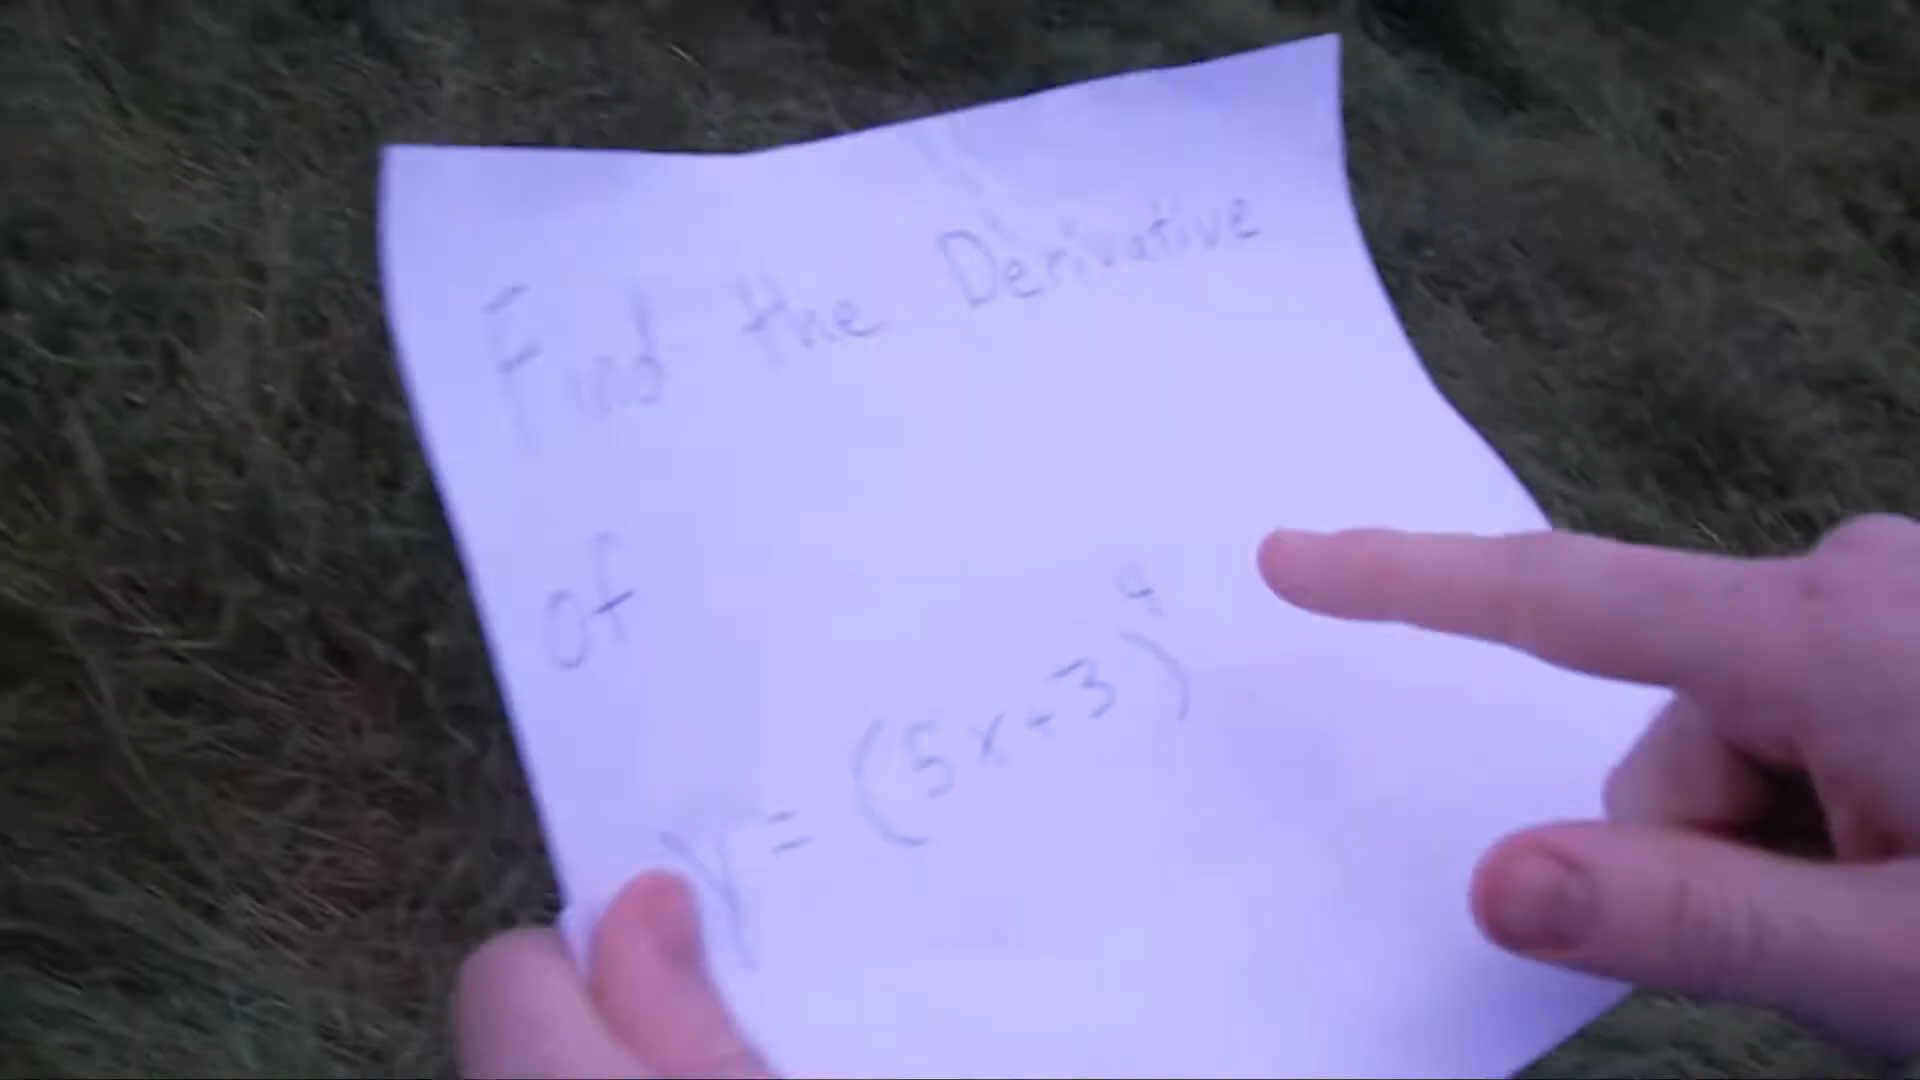 Find the Derivative
of
y = (5x+3)^4